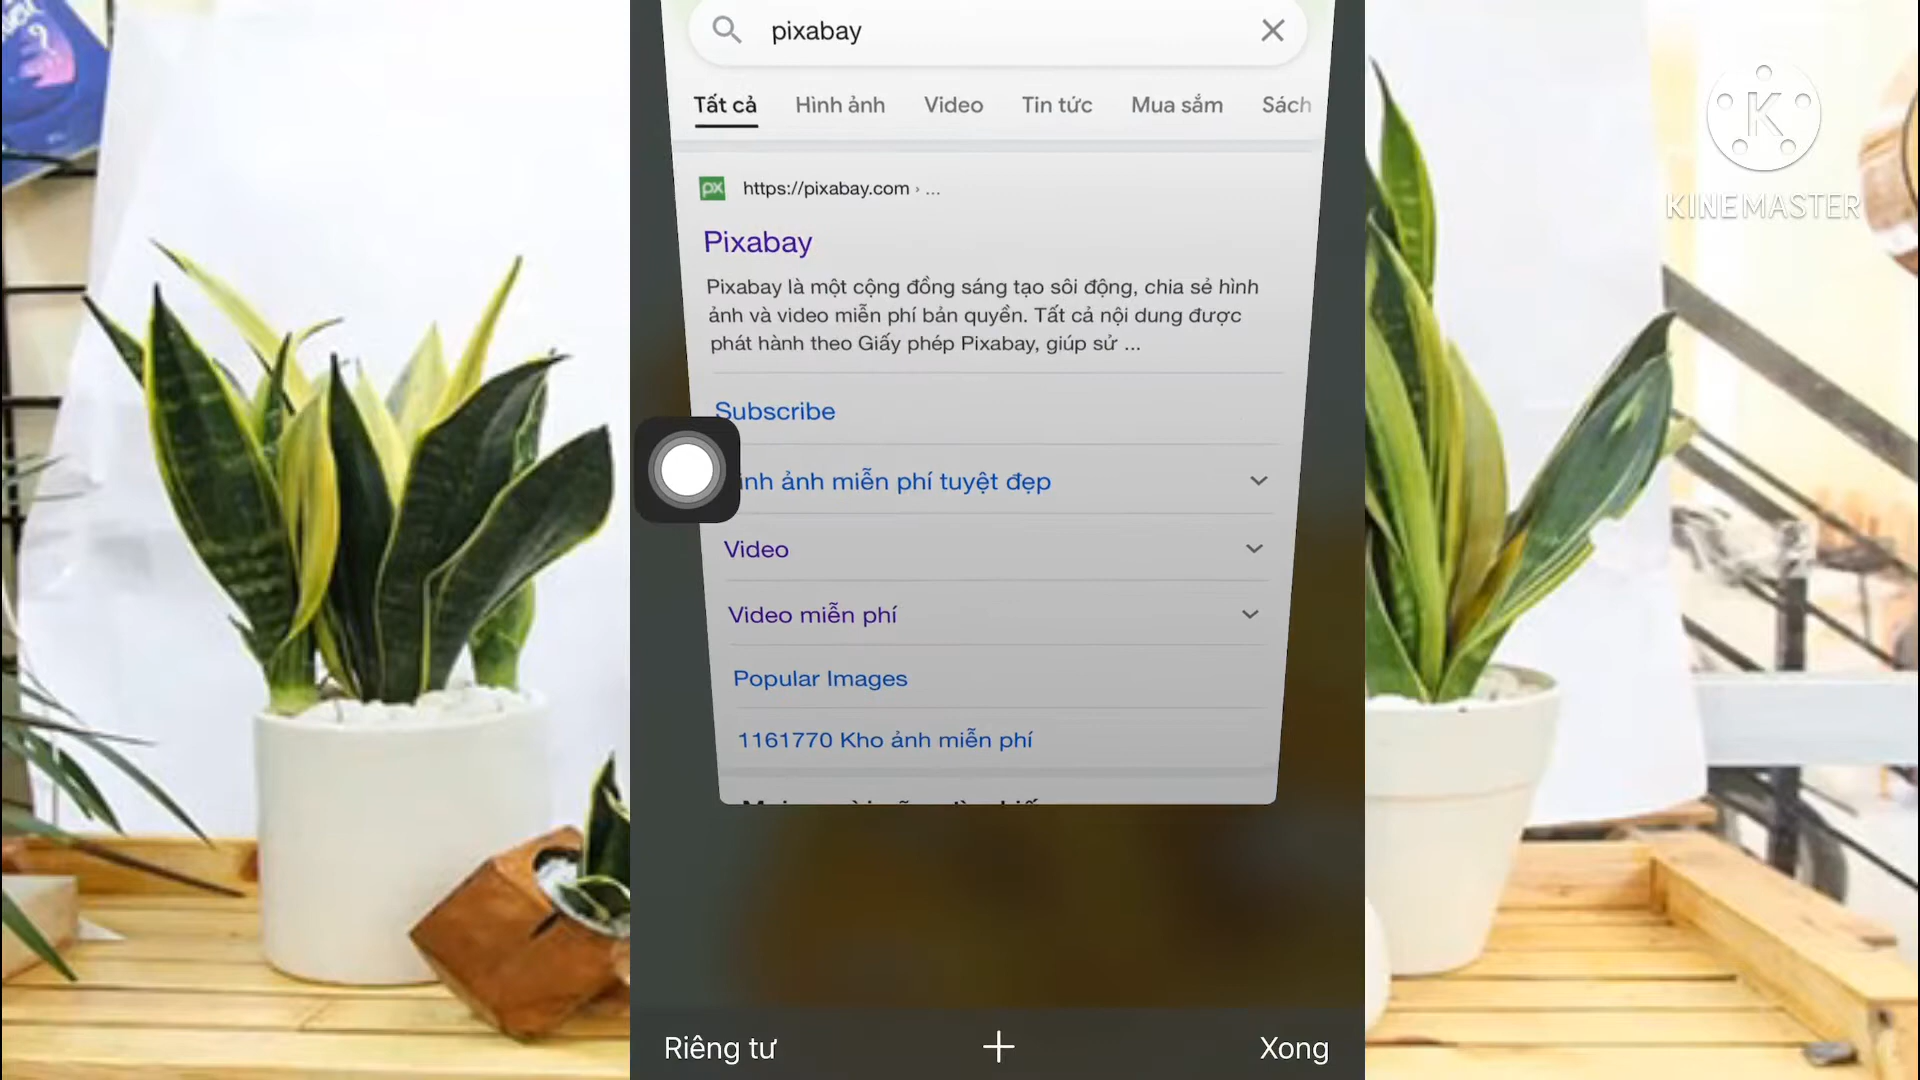 pixabay
Tất cả Hình ảnh Video Tin tức Mua sắm Sách
px https://pixabay.com › ...
Pixabay
Pixabay là một cộng đồng sáng tạo sôi động, chia sẻ hình
ảnh và video miễn phí bản quyền. Tất cả nội dung được
phát hành theo Giấy phép Pixabay, giúp sử ...
Subscribe
ình ảnh miễn phí tuyệt đẹp
Video
Video miễn phí
Popular Images
1161770 Kho ảnh miễn phí
Riêng tư + Xong
K
KINEMASTER